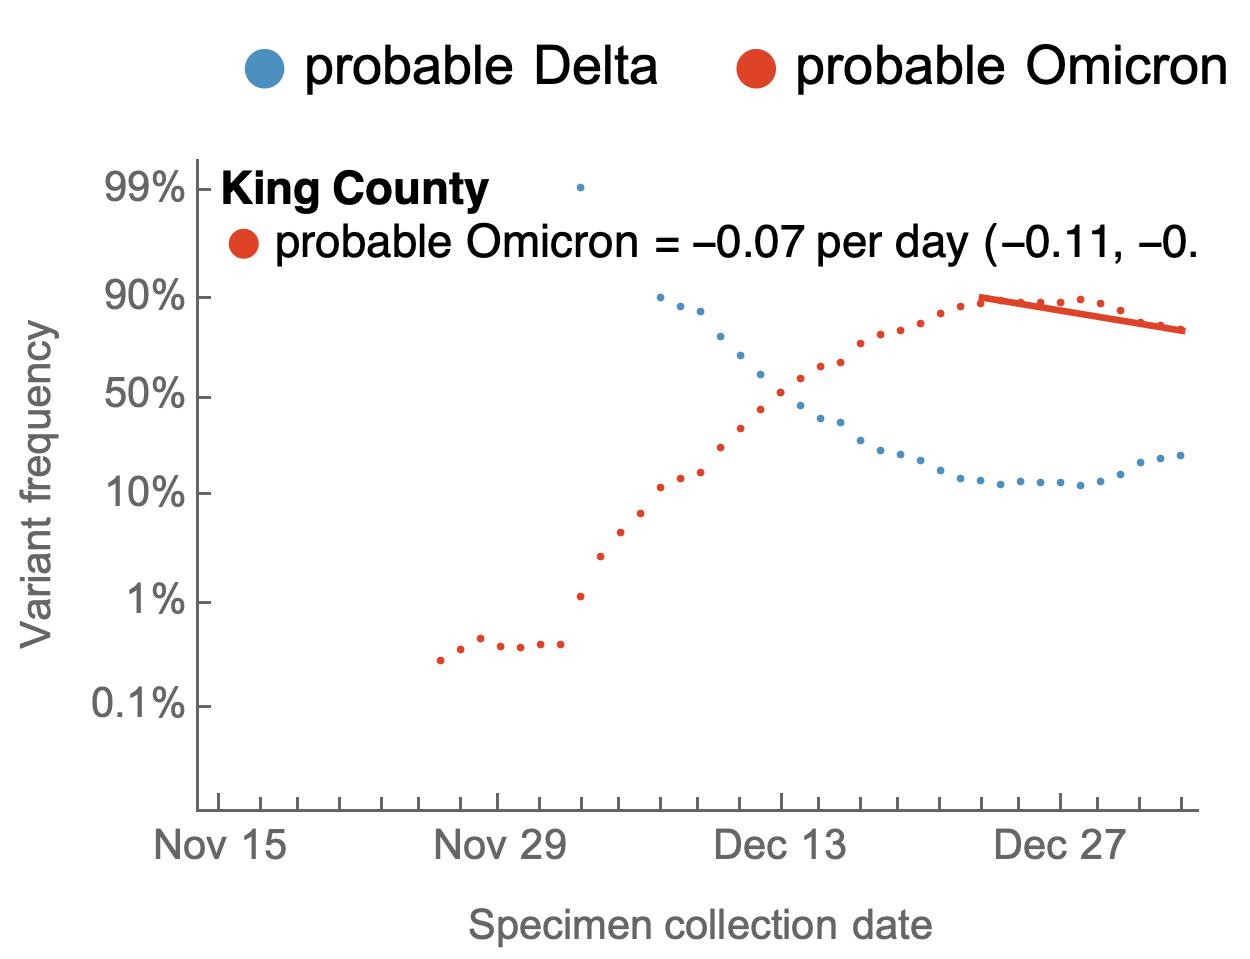 probable Delta probable Omicron
99%
King County
probable Omicron = −0.07 per day (−0.11, −0.
90%
50%
10%
1%
0.1%
Variant frequency
Nov 15 Nov 29 Dec 13 Dec 27
Specimen collection date